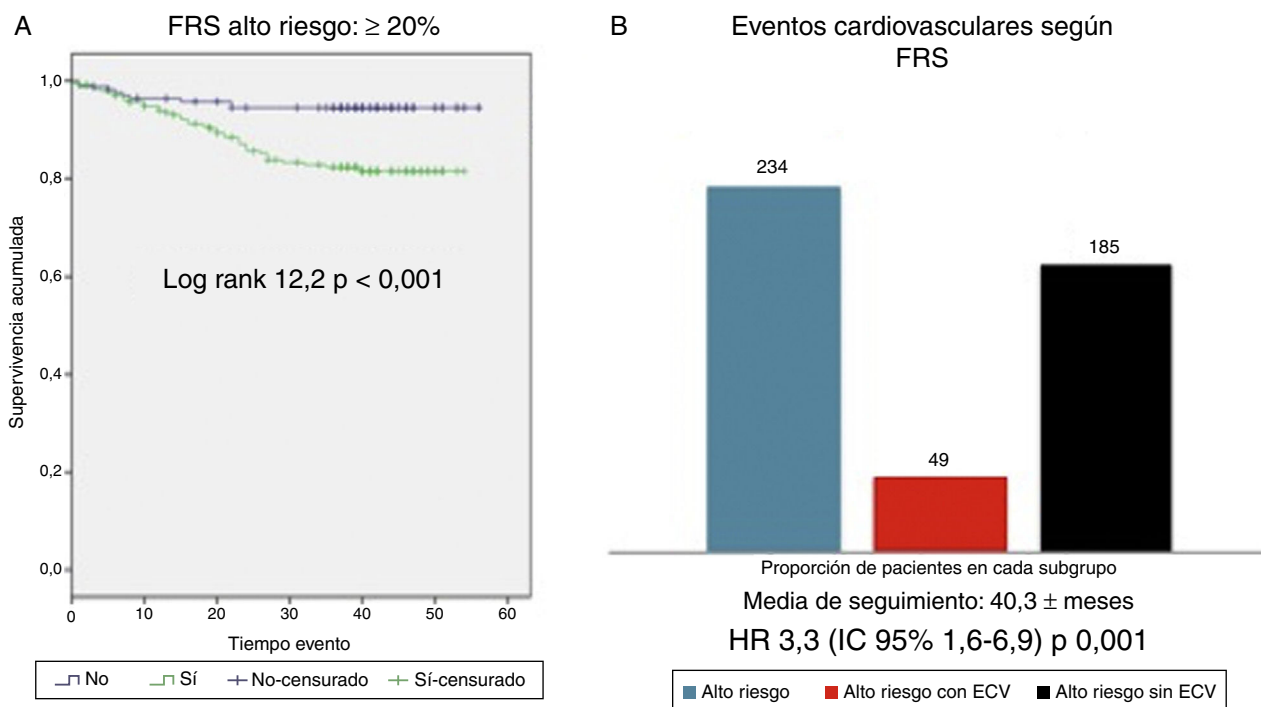 A
FRS alto riesgo: ≥ 20%
1,0
0,8
0,6
0,4
0,2
0,0
Supervivencia acumulada
Log rank 12,2 p < 0,001
0 10 20 30 40 50 60
Tiempo evento
No Sí No-censurado Sí-censurado
B
Eventos cardiovasculares según
FRS
234
49
185
Proporción de pacientes en cada subgrupo
Media de seguimiento: 40,3 ± meses
HR 3,3 (IC 95% 1,6-6,9) p 0,001
Alto riesgo Alto riesgo con ECV Alto riesgo sin ECV